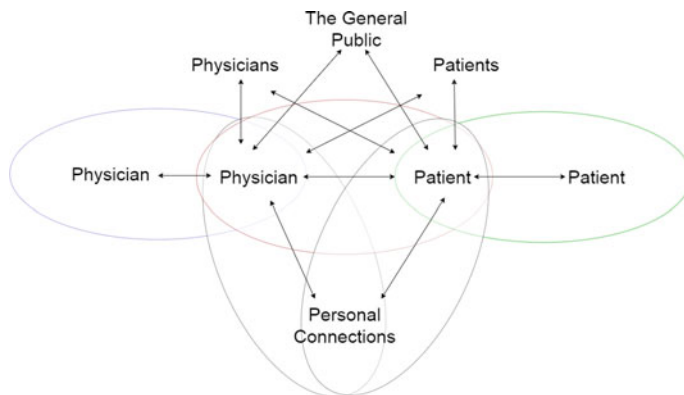 The General
Public
Physicians
Patients
Physician
Physician
Patient
Patient
Personal
Connections